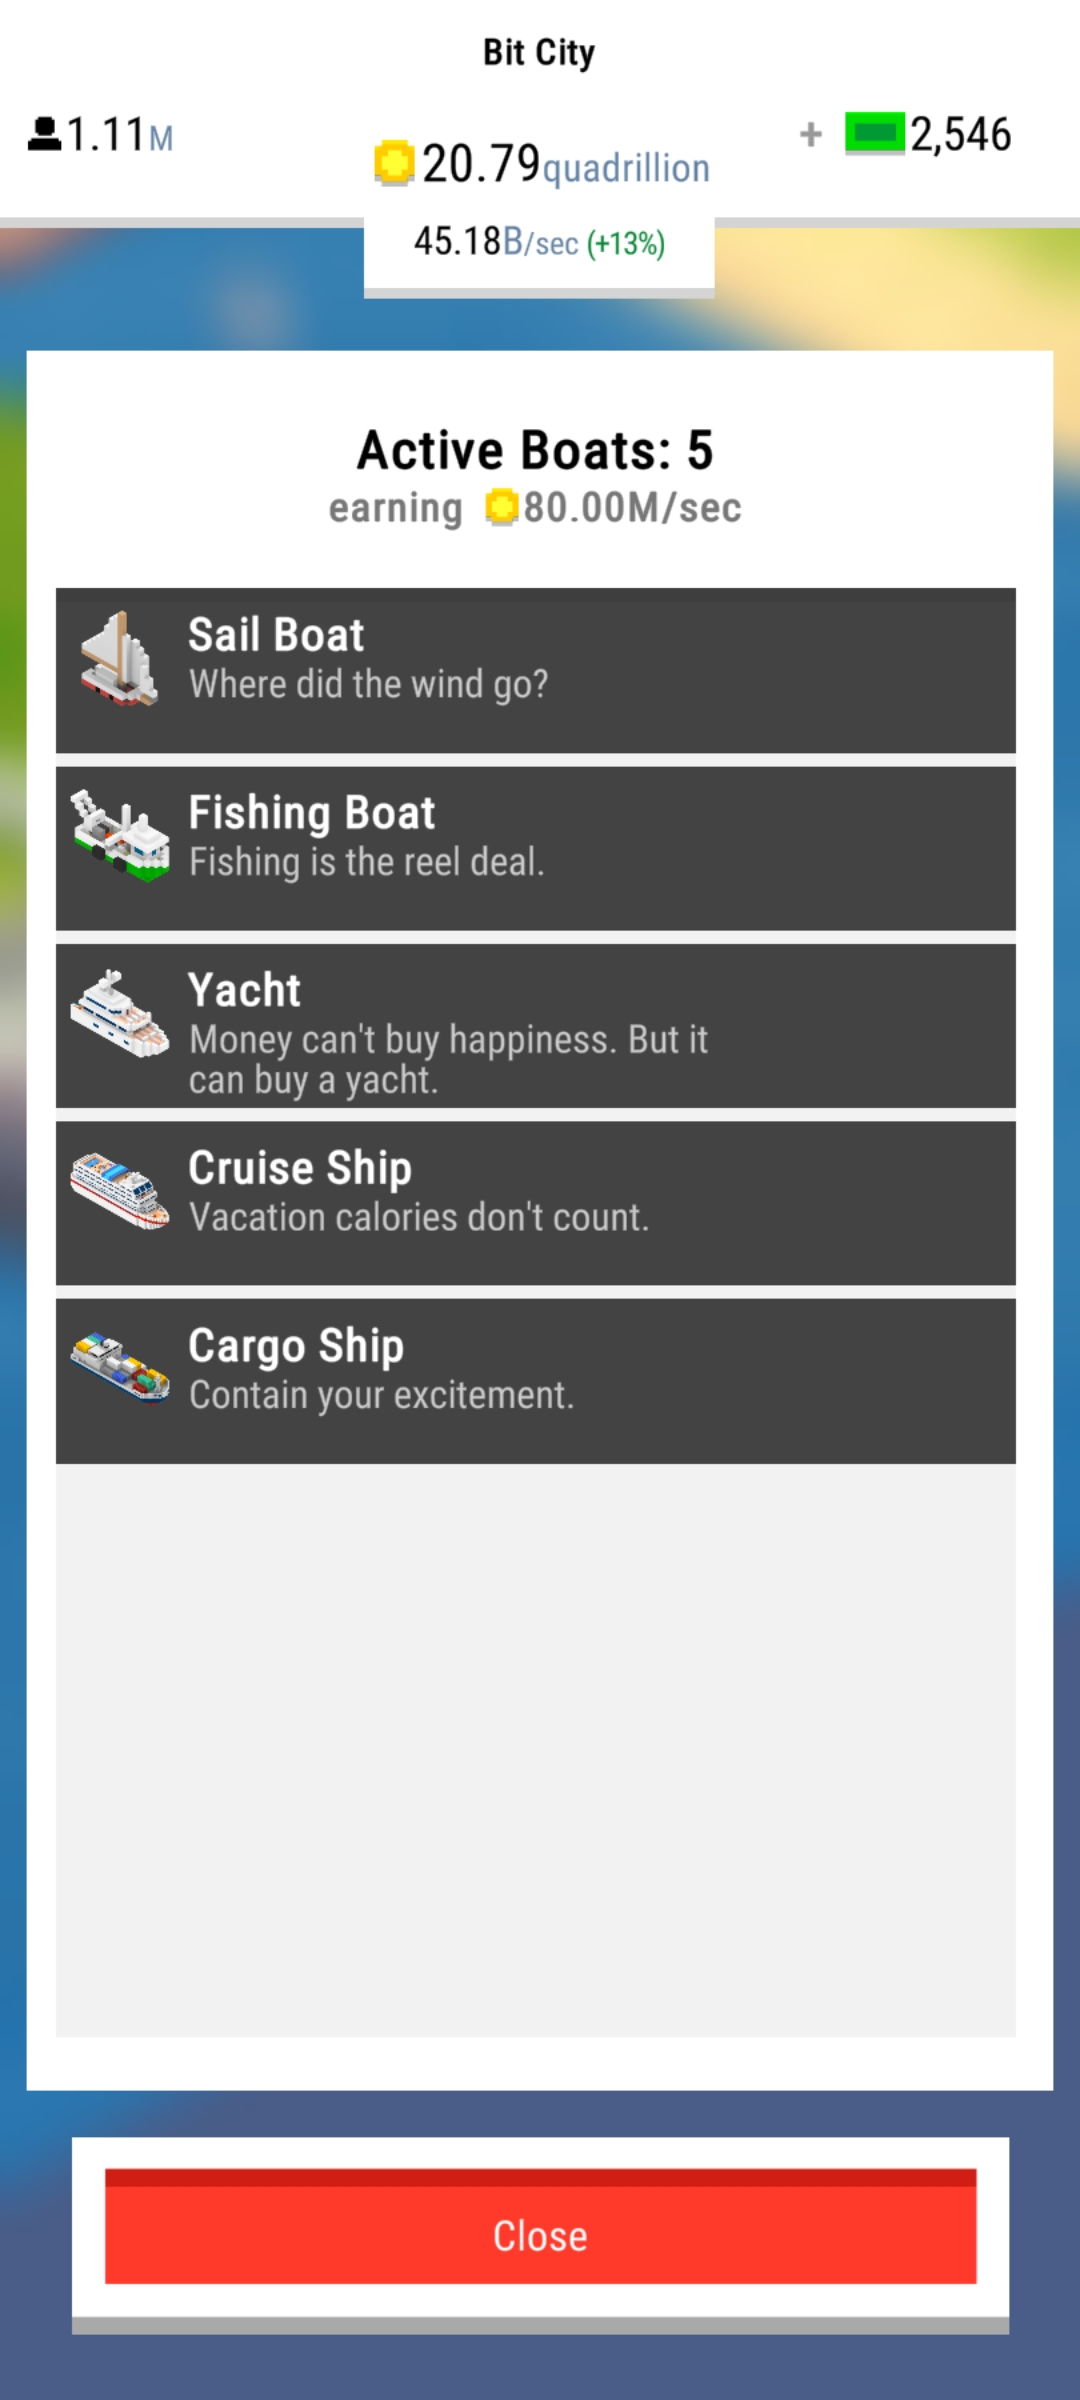 Bit City
1.11M
20.79quadrillion
+ 2,546
45.18B/sec (+13%)
Active Boats: 5
earning 80.00M/sec
Sail Boat
Where did the wind go?
Fishing Boat
Fishing is the reel deal.
Yacht
Money can't buy happiness. But it
can buy a yacht.
Cruise Ship
Vacation calories don't count.
Cargo Ship
Contain your excitement.
Close